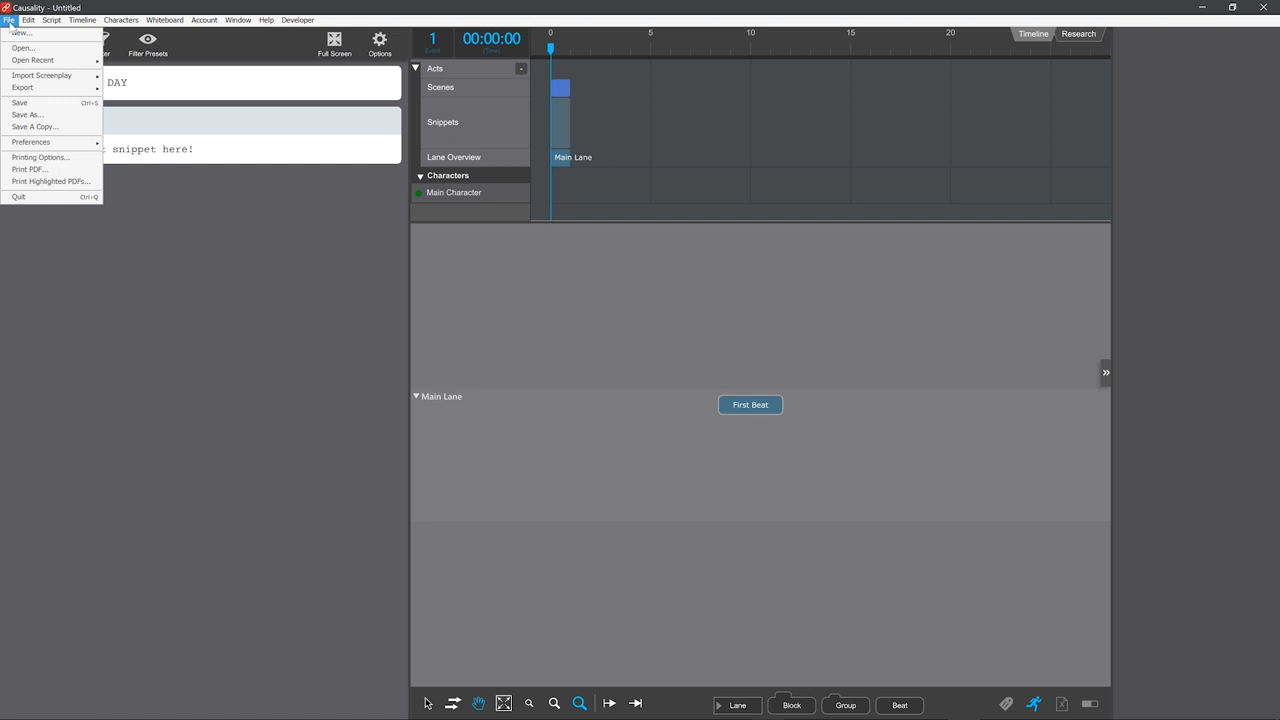 Causality - Untitled
File Edit Script Timeline Characters Whiteboard Account Window Help Developer
New...
Open...
Open Recent
Import Screenplay
Export
Save Ctrl+S
Save As...
Save A Copy...
Preferences
Printing Options...
Print PDF...
Print Highlighted PDFs...
Quit Ctrl+Q
Filter Presets
Full Screen
Options
DAY
snippet here!
1
Event
00:00:00
0 5 10 15 20
Timeline
Research
Acts
-
Scenes
Snippets
Lane Overview
Main Lane
Characters
Main Character
Main Lane
First Beat
Lane
Block
Group
Beat